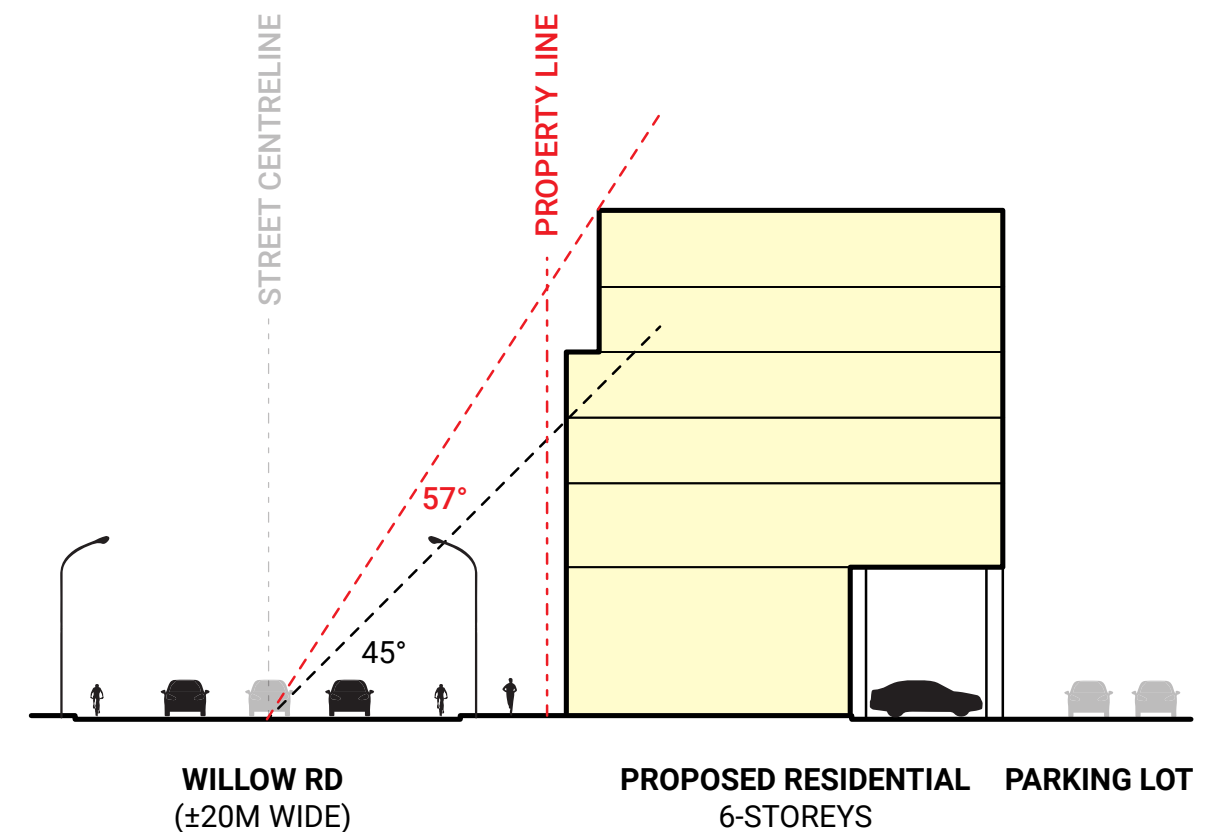 STREET CENTRELINE
PROPERTY LINE
57°
45°
WILLOW RD
(±20M WIDE)
PROPOSED RESIDENTIAL
6-STOREYS
PARKING LOT